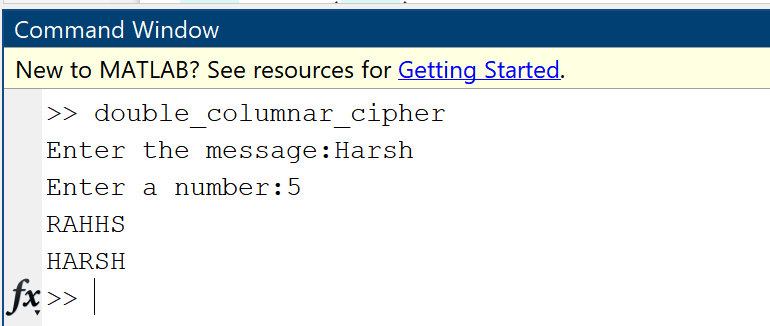 Command Window
New to MATLAB? See resources for Getting Started.
>> double_columnar_cipher
Enter the message:Harsh
Enter a number:5
RAHHS
HARSH
fx >>